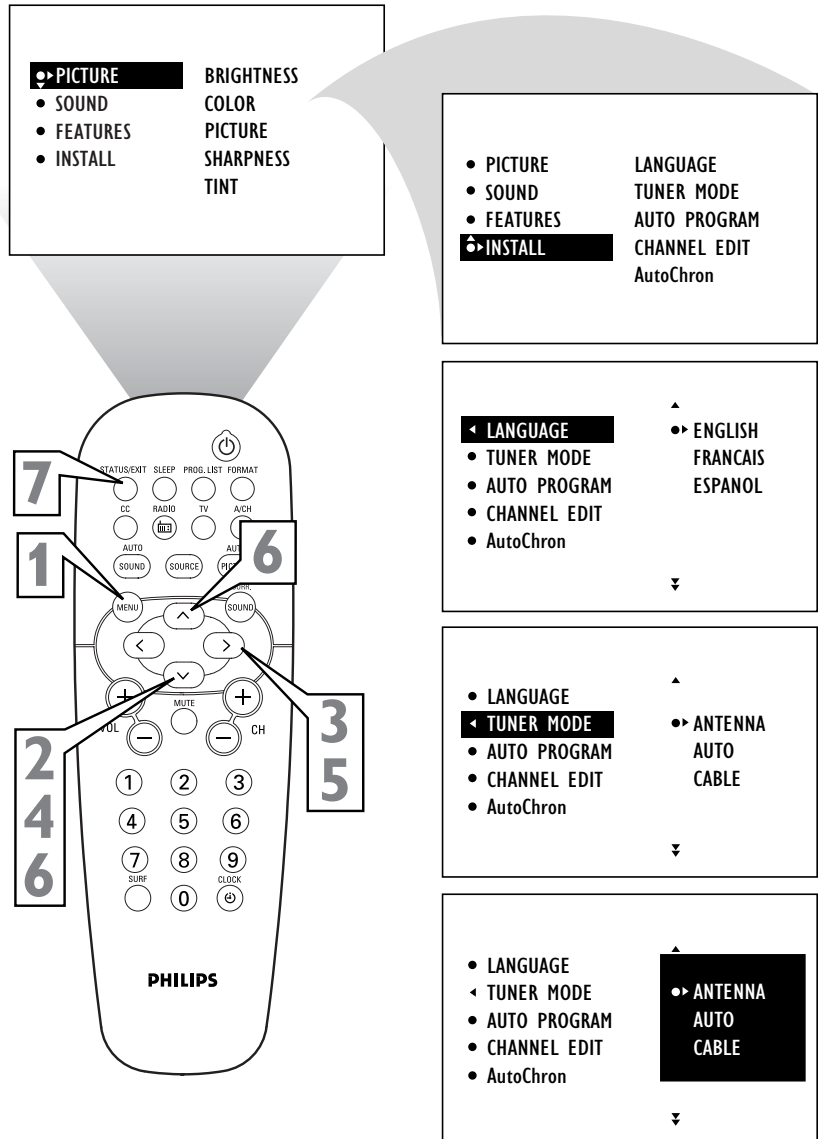 PICTURE BRIGHTNESS
SOUND COLOR
FEATURES PICTURE
INSTALL SHARPNESS
TINT
PICTURE LANGUAGE
SOUND TUNER MODE
FEATURES AUTO PROGRAM
INSTALL CHANNEL EDIT
AutoChron
LANGUAGE ENGLISH
TUNER MODE FRANCAIS
AUTO PROGRAM ESPANOL
CHANNEL EDIT
AutoChron
LANGUAGE
TUNER MODE ANTENNA
AUTO PROGRAM AUTO
CHANNEL EDIT CABLE
AutoChron
LANGUAGE
TUNER MODE ANTENNA
AUTO PROGRAM AUTO
CHANNEL EDIT CABLE
AutoChron
STATUS/EXIT SLEEP PROG. LIST FORMAT
7
CC RADIO TV A/CH
1
6
AUTO
SOUND SOURCE
MENU SOUND
MUTE
CH
2
4
6
3
5
1 2 3
4 5 6
7 8 9
SURF CLOCK
0
PHILIPS